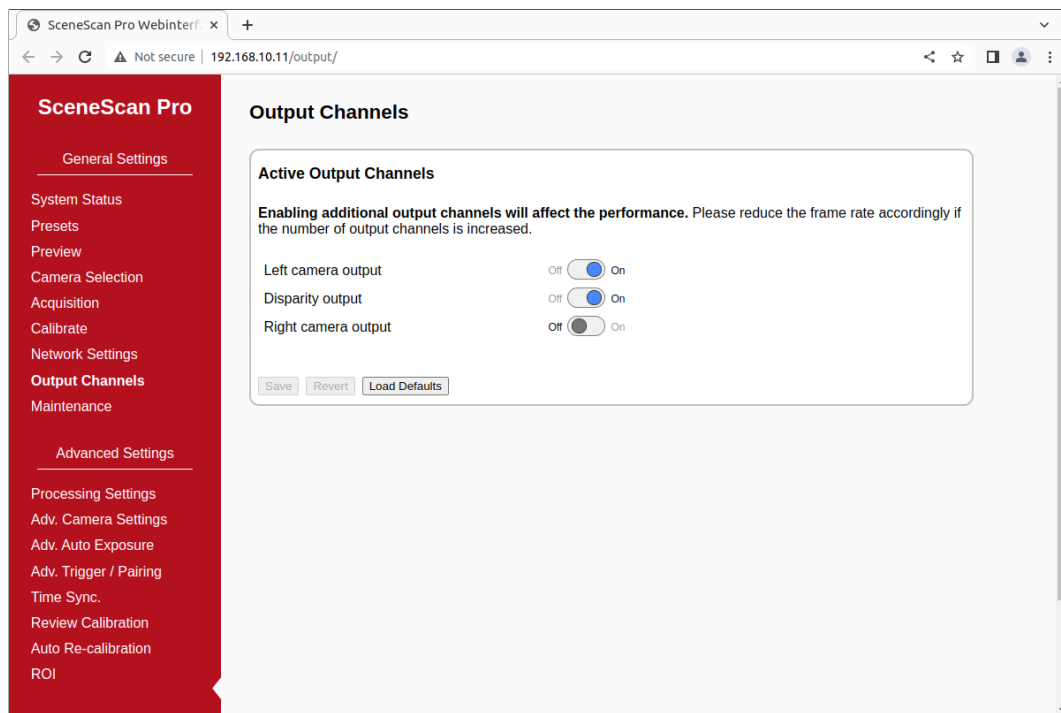 SceneScan Pro Webinterf
Not secure
192.168.10.11/output/
SceneScan Pro
General Settings
System Status
Presets
Preview
Camera Selection
Acquisition
Calibrate
Network Settings
Output Channels
Maintenance
Advanced Settings
Processing Settings
Adv. Camera Settings
Adv. Auto Exposure
Adv. Trigger / Pairing
Time Sync.
Review Calibration
Auto Re-calibration
ROI
Output Channels
Active Output Channels
Enabling additional output channels will affect the performance. Please reduce the frame rate accordingly if
the number of output channels is increased.
Left camera output Off On
Disparity output Off On
Right camera output Off On
Save Revert Load Defaults